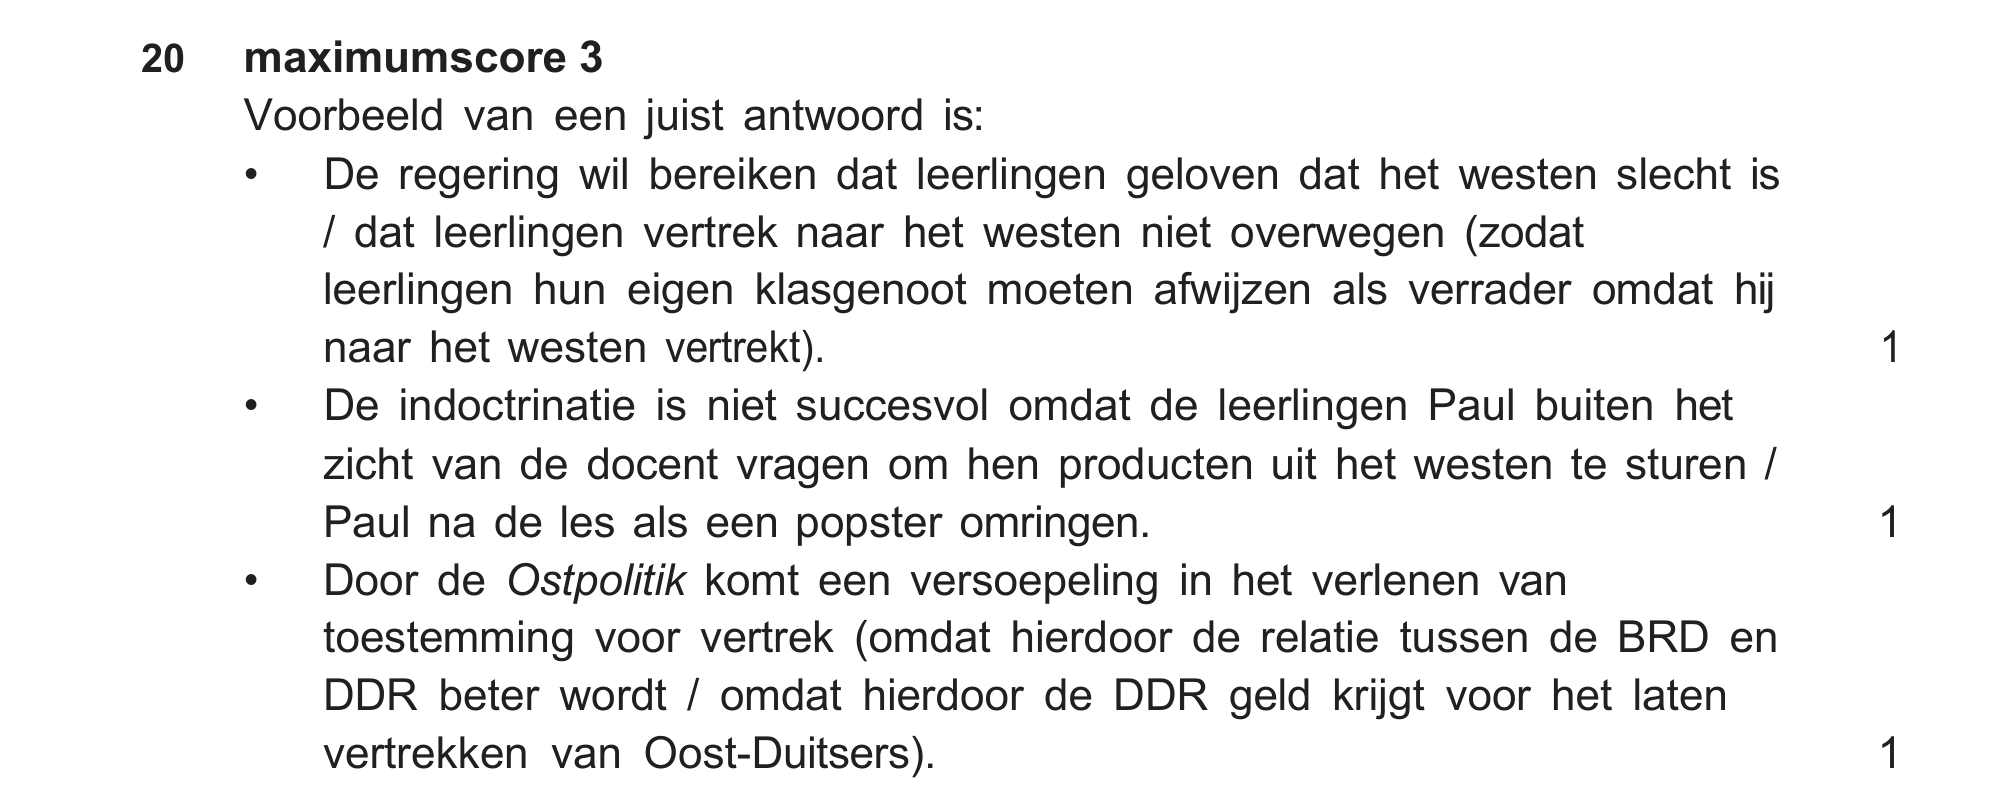 20 maximumscore 3
Voorbeeld van een juist antwoord is:
• De regering wil bereiken dat leerlingen geloven dat het westen slecht is
/ dat leerlingen vertrek naar het westen niet overwegen (zodat
leerlingen hun eigen klasgenoot moeten afwijzen als verrader omdat hij
naar het westen vertrekt). 1
• De indoctrinatie is niet succesvol omdat de leerlingen Paul buiten het
zicht van de docent vragen om hen producten uit het westen te sturen /
Paul na de les als een popster omringen. 1
• Door de Ostpolitik komt een versoepeling in het verlenen van
toestemming voor vertrek (omdat hierdoor de relatie tussen de BRD en
DDR beter wordt / omdat hierdoor de DDR geld krijgt voor het laten
vertrekken van Oost-Duitsers). 1